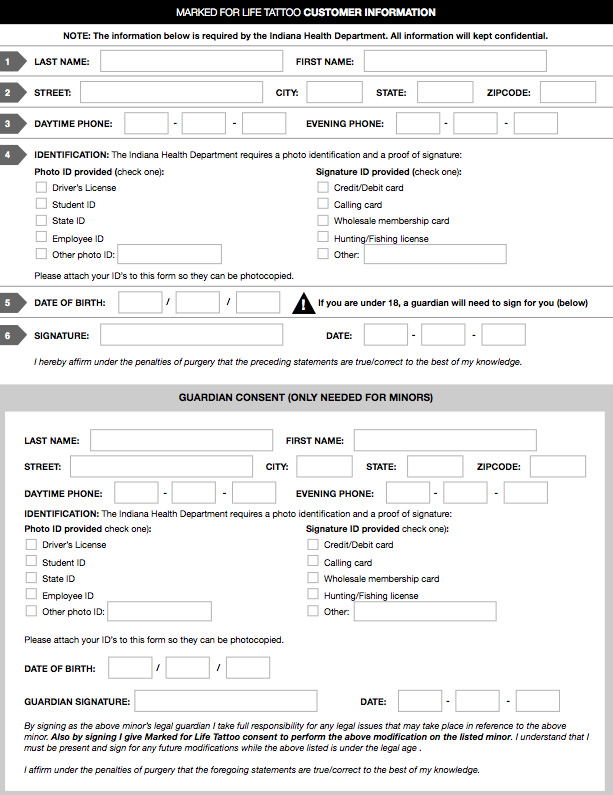 MARKED FOR LIFE TATTOO CUSTOMER INFORMATION
NOTE: The information below is required by the Indiana Health Department. All information will kept confidential.
1 LAST NAME: FIRST NAME:
2 STREET: CITY: STATE: ZIPCODE:
3 DAYTIME PHONE: - - EVENING PHONE: - -
4 IDENTIFICATION: The Indiana Health Department requires a photo identification and a proof of signature:
Photo ID provided (check one): Signature ID provided (check one):
Driver's License Credit/Debit card
Student ID Calling card
State ID Wholesale membership card
Employee ID Hunting/Fishing license
Other photo ID: Other:
Please attach your ID's to this form so they can be photocopied.
5 DATE OF BIRTH: / / ! If you are under 18, a guardian will need to sign for you (below)
6 SIGNATURE: DATE: - -
I hereby affirm under the penalties of purgery that the preceding statements are true/correct to the best of my knowledge.
GUARDIAN CONSENT (ONLY NEEDED FOR MINORS)
LAST NAME: FIRST NAME:
STREET: CITY: STATE: ZIPCODE:
DAYTIME PHONE: - - EVENING PHONE: - -
IDENTIFICATION: The Indiana Health Department requires a photo identification and a proof of signature:
Photo ID provided check one): Signature ID provided check one):
Driver's License Credit/Debit card
Student ID Calling card
State ID Wholesale membership card
Employee ID Hunting/Fishing license
Other photo ID: Other:
Please attach your ID's to this form so they can be photocopied.
DATE OF BIRTH: / /
GUARDIAN SIGNATURE: DATE: - -
By signing as the above minor's legal guardian I take full responsibility for any legal issues that may take place in reference to the above
minor. Also by signing I give Marked for Life Tattoo consent to perform the above modification on the listed minor. I understand that I
must be present and sign for any future modifications while the above listed is under the legal age .
I affirm under the penalties of purgery that the foregoing statements are true/correct to the best of my knowledge.